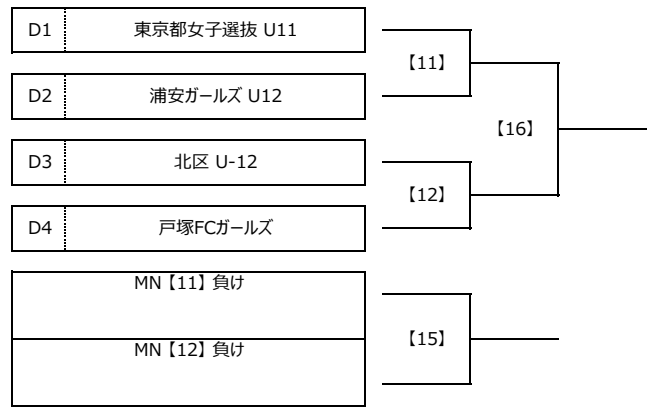 D1 東京都女子選抜 U11
【11】
D2 浦安ガールズ U12
【16】
D3 北区 U-12
【12】
D4 戸塚FCガールズ
MN【11】負け
【15】
MN【12】負け